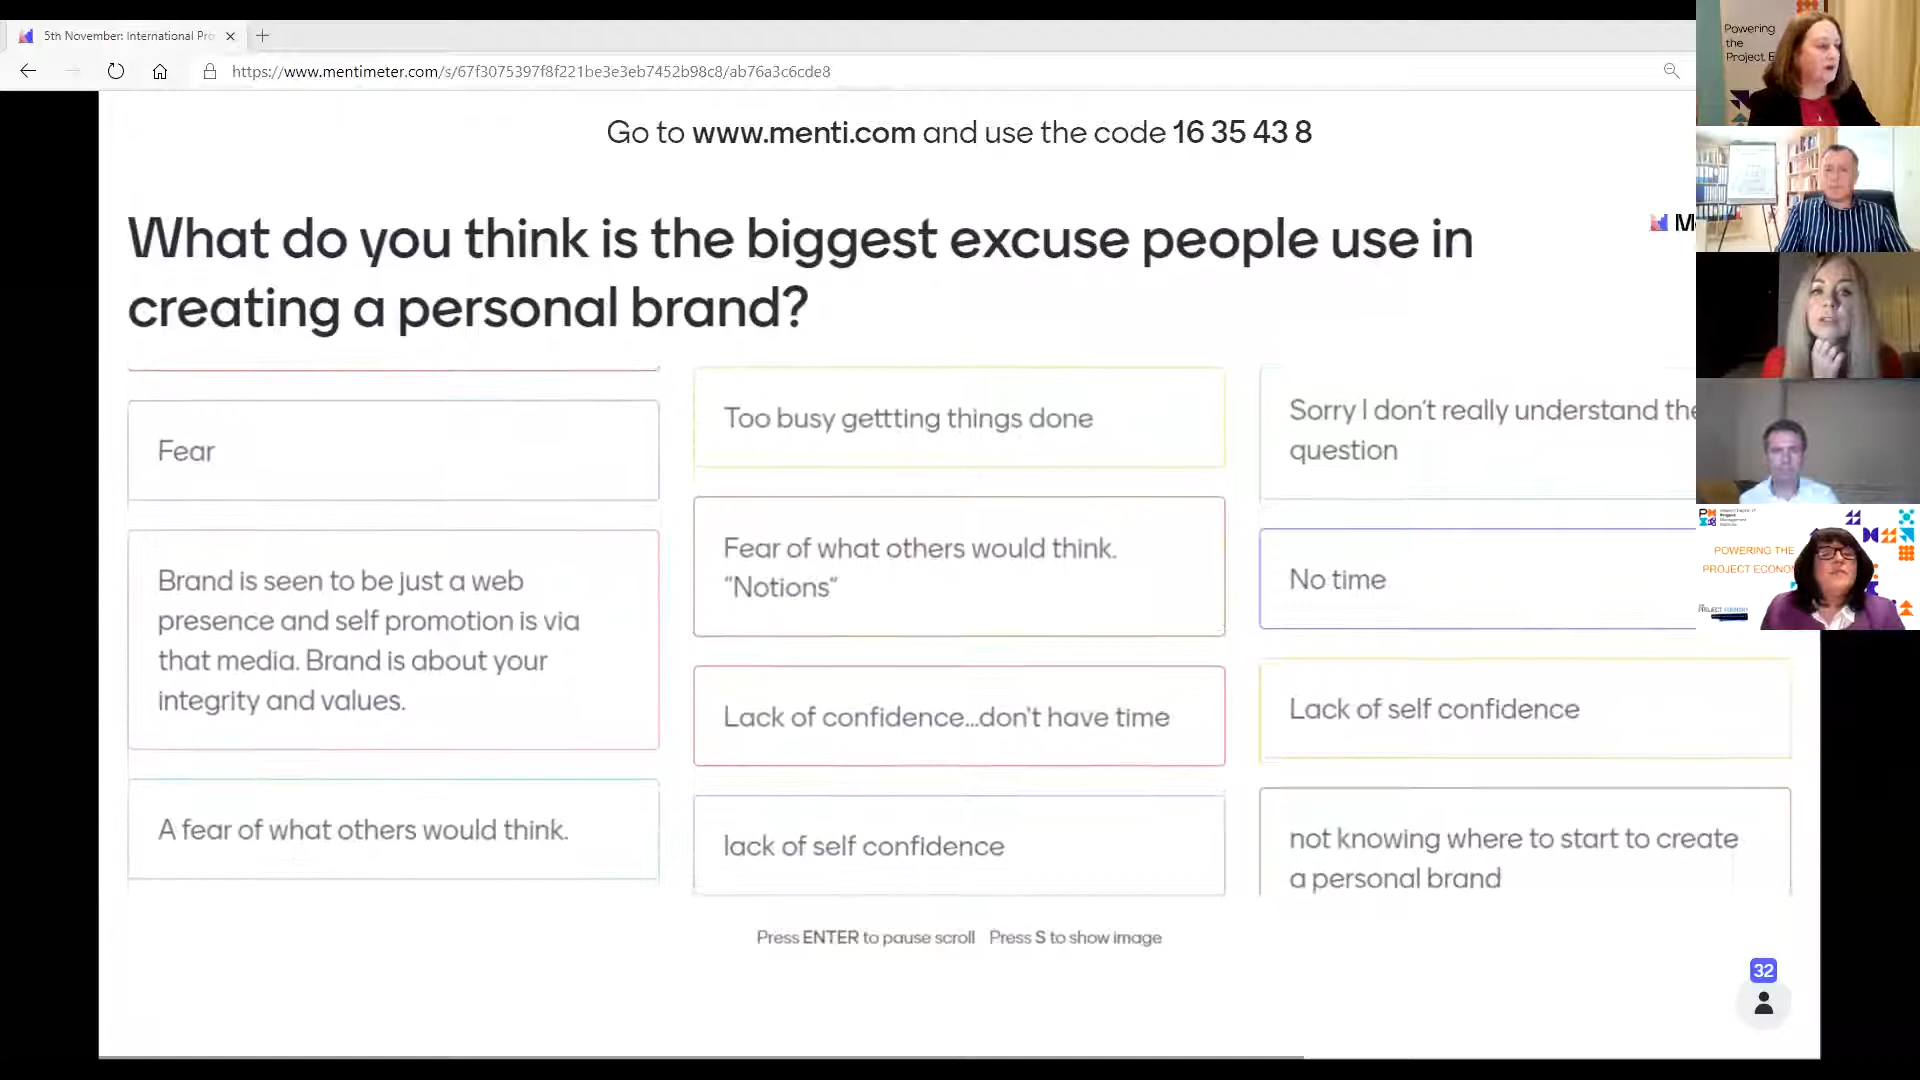 5th November: International Pro
https://www.mentimeter.com/s/67f3075397f8f221be3e3eb7452b98c8/ab76a3c6cde8
Go to www.menti.com and use the code 16 35 43 8
What do you think is the biggest excuse people use in
creating a personal brand?
M
Fear
Brand is seen to be just a web
presence and self promotion is via
that media. Brand is about your
integrity and values.
A fear of what others would think.
Too busy gettting things done
Fear of what others would think.
"Notions"
Lack of confidence...don't have time
lack of self confidence
Sorry I don't really understand the
question
No time
Lack of self confidence
not knowing where to start to create
a personal brand
Press ENTER to pause scroll Press S to show image
32
Powering
the
Project E
POWERING THE
PROJECT ECONO